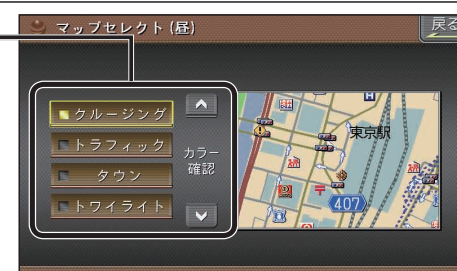 マップセレクト(昼)
戻る
クルージング
トラフィック
タウン
トワイライト
カラー
確認
東京駅
407